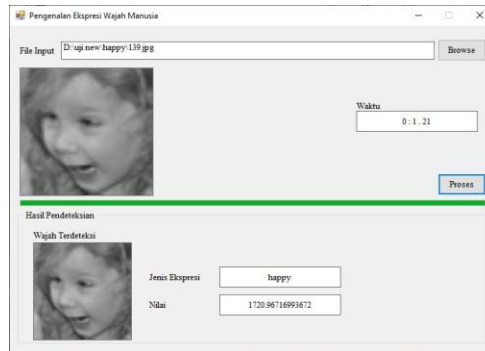 Pengenalan Ekspresi Wajah Manusia
File Input
D:\uji new\happy\139.jpg
Browse
Waktu
0 : 1 . 21
Proses
Hasil Pendeteksian
Wajah Terdeteksi
Jenis Ekspresi
happy
Nilai
1720.96716993672